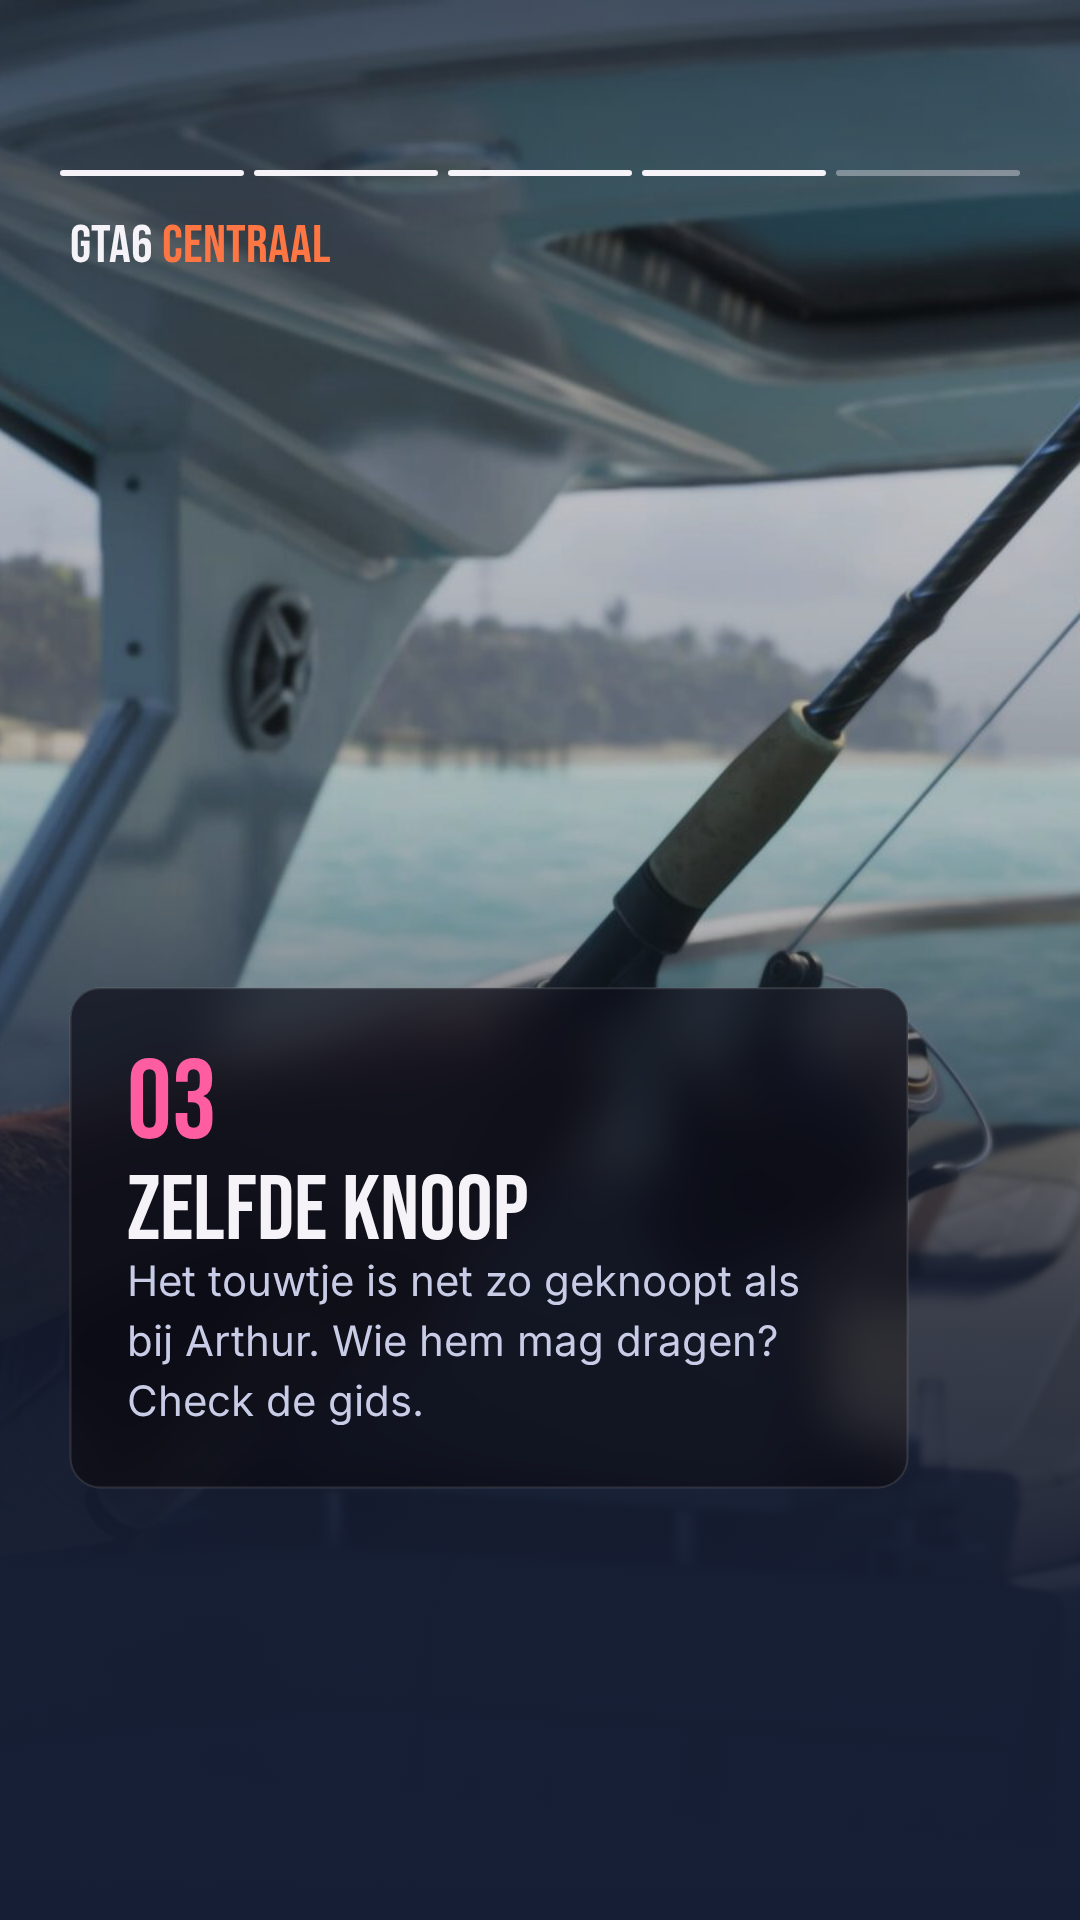 GTA6 CENTRAAL
03
ZELFDE KNOOP
Het touwtje is net zo geknoopt als
bij Arthur. Wie hem mag dragen?
Check de gids.